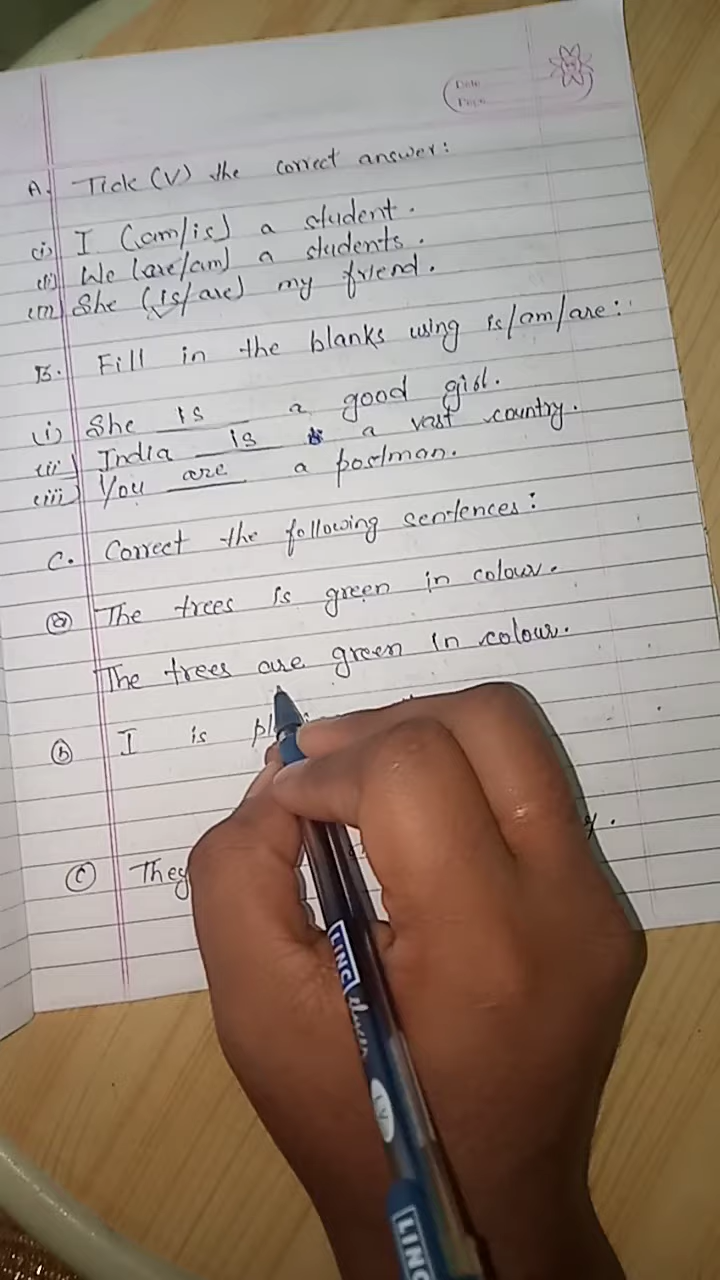 Date
Page
A. Tick (√) the correct answer:
(i) I (am/is) a student.
(ii) We (are/am) a students.
(iii) She (is/are) my friend.
B. Fill in the blanks using is/am/are:
(i) She is a good girl.
(ii) India is a vast country.
(iii) You are a postman.
C. Correct the following sentences:
(a) The trees is green in colour.
The trees are green in colour.
(b) I is
(c) They
LINC
LINC